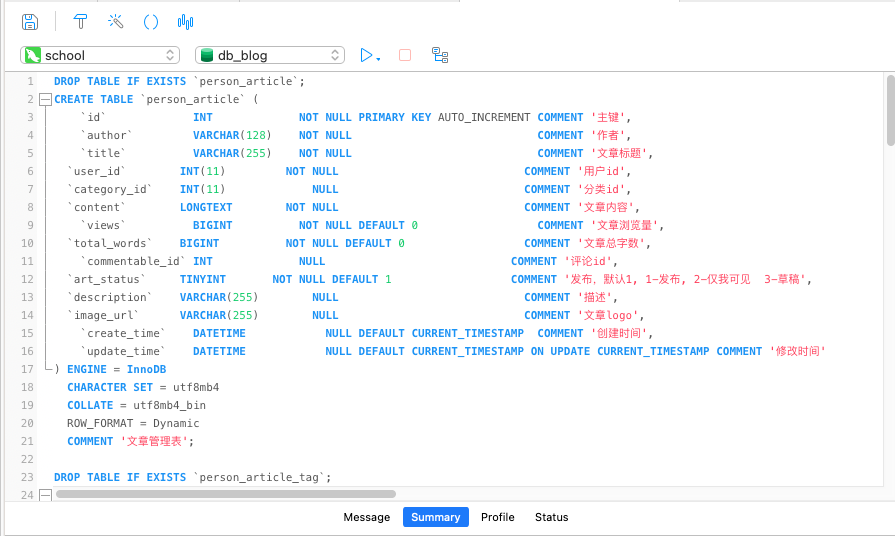 school db_blog
1 DROP TABLE IF EXISTS `person_article`;
2 CREATE TABLE `person_article` (
3 `id` INT NOT NULL PRIMARY KEY AUTO_INCREMENT COMMENT '主键',
4 `author` VARCHAR(128) NOT NULL COMMENT '作者',
5 `title` VARCHAR(255) NOT NULL COMMENT '文章标题',
6 `user_id` INT(11) NOT NULL COMMENT '用户id',
7 `category_id` INT(11) NULL COMMENT '分类id',
8 `content` LONGTEXT NOT NULL COMMENT '文章内容',
9 `views` BIGINT NOT NULL DEFAULT 0 COMMENT '文章浏览量',
10 `total_words` BIGINT NOT NULL DEFAULT 0 COMMENT '文章总字数',
11 `commentable_id` INT NULL COMMENT '评论id',
12 `art_status` TINYINT NOT NULL DEFAULT 1 COMMENT '发布，默认1, 1-发布, 2-仅我可见 3-草稿',
13 `description` VARCHAR(255) NULL COMMENT '描述',
14 `image_url` VARCHAR(255) NULL COMMENT '文章logo',
15 `create_time` DATETIME NULL DEFAULT CURRENT_TIMESTAMP COMMENT '创建时间',
16 `update_time` DATETIME NULL DEFAULT CURRENT_TIMESTAMP ON UPDATE CURRENT_TIMESTAMP COMMENT '修改时间'
17 ) ENGINE = InnoDB
18 CHARACTER SET = utf8mb4
19 COLLATE = utf8mb4_bin
20 ROW_FORMAT = Dynamic
21 COMMENT '文章管理表';
22
23 DROP TABLE IF EXISTS `person_article_tag`;
24
Message Summary Profile Status